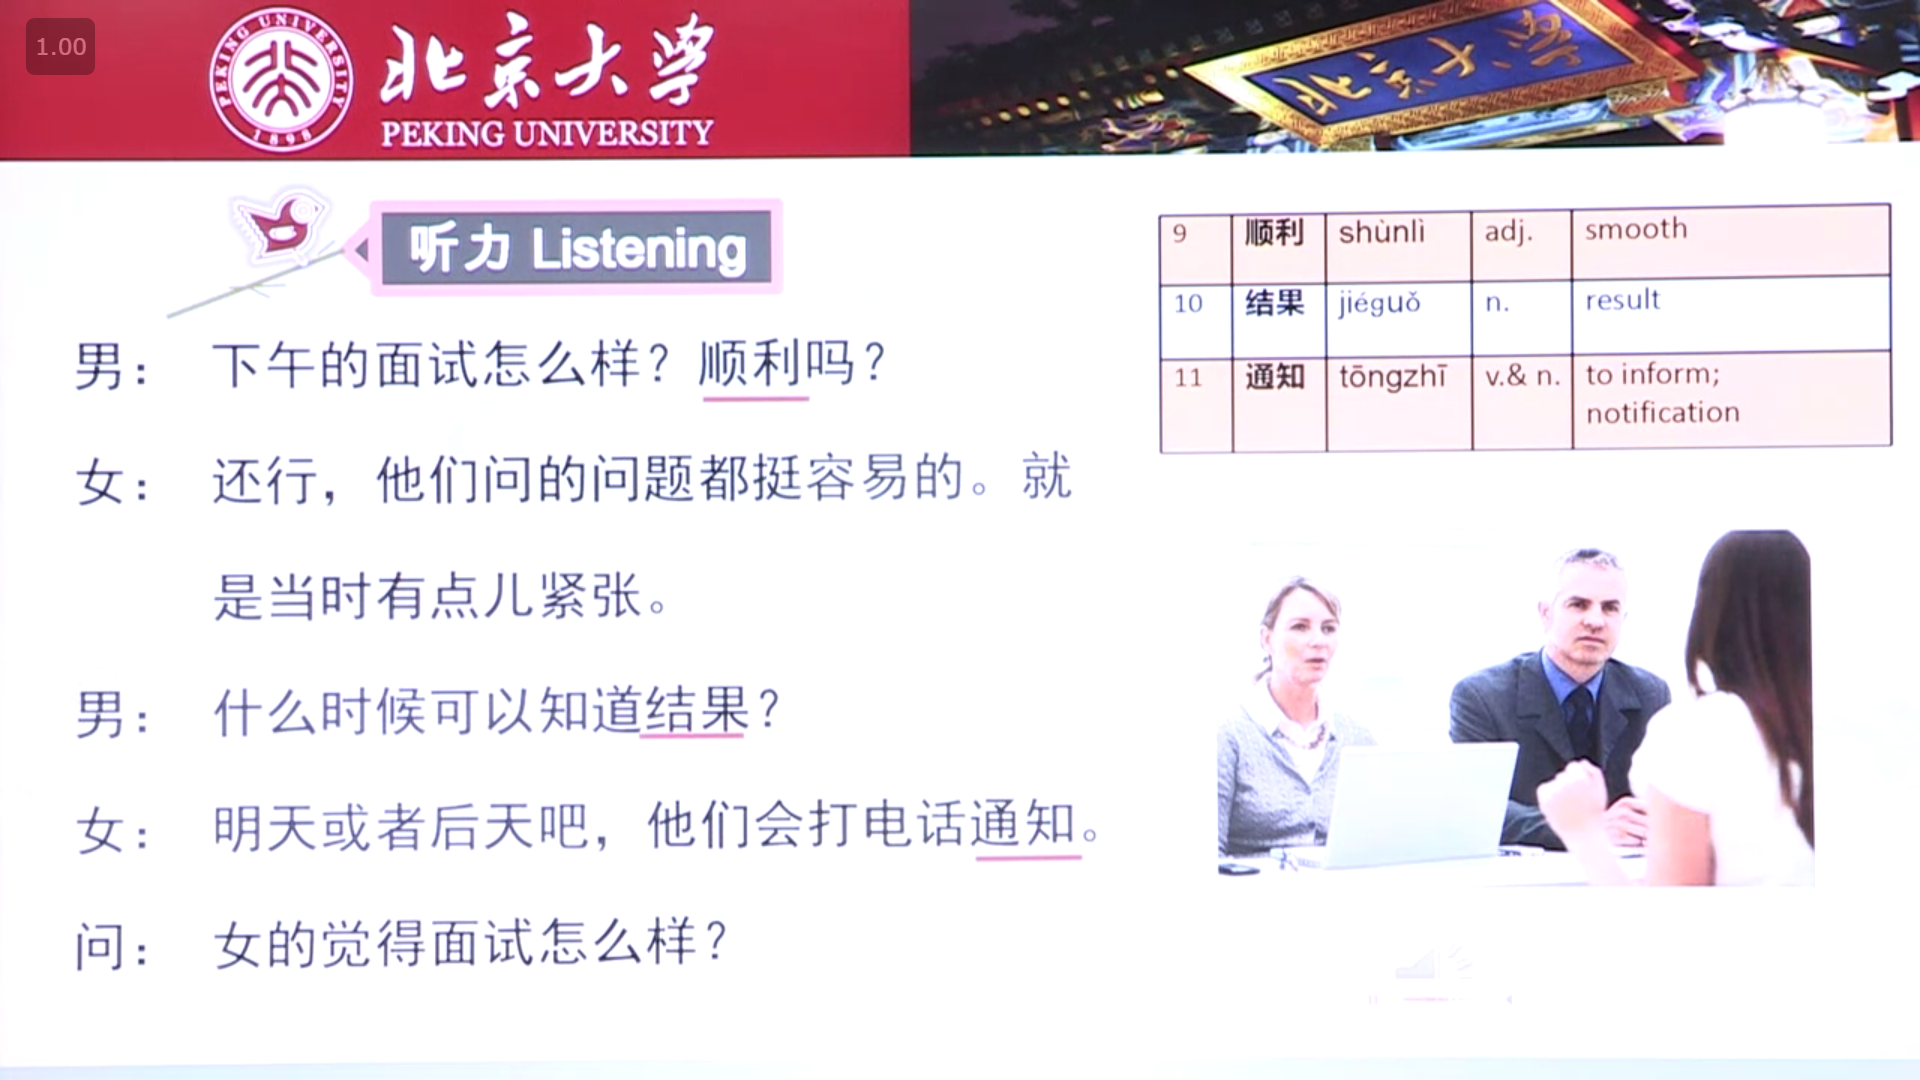 1.00
PEKING UNIVERSITY
1898
北京大学
PEKING UNIVERSITY
北京大学
听力 Listening
9 顺利 shùnlì adj. smooth
10 结果 jiéguǒ n. result
11 通知 tōngzhī v.& n. to inform;
notification
男： 下午的面试怎么样？顺利吗？
女： 还行，他们问的问题都挺容易的。就
是当时有点儿紧张。
男： 什么时候可以知道结果？
女： 明天或者后天吧，他们会打电话通知。
问： 女的觉得面试怎么样？